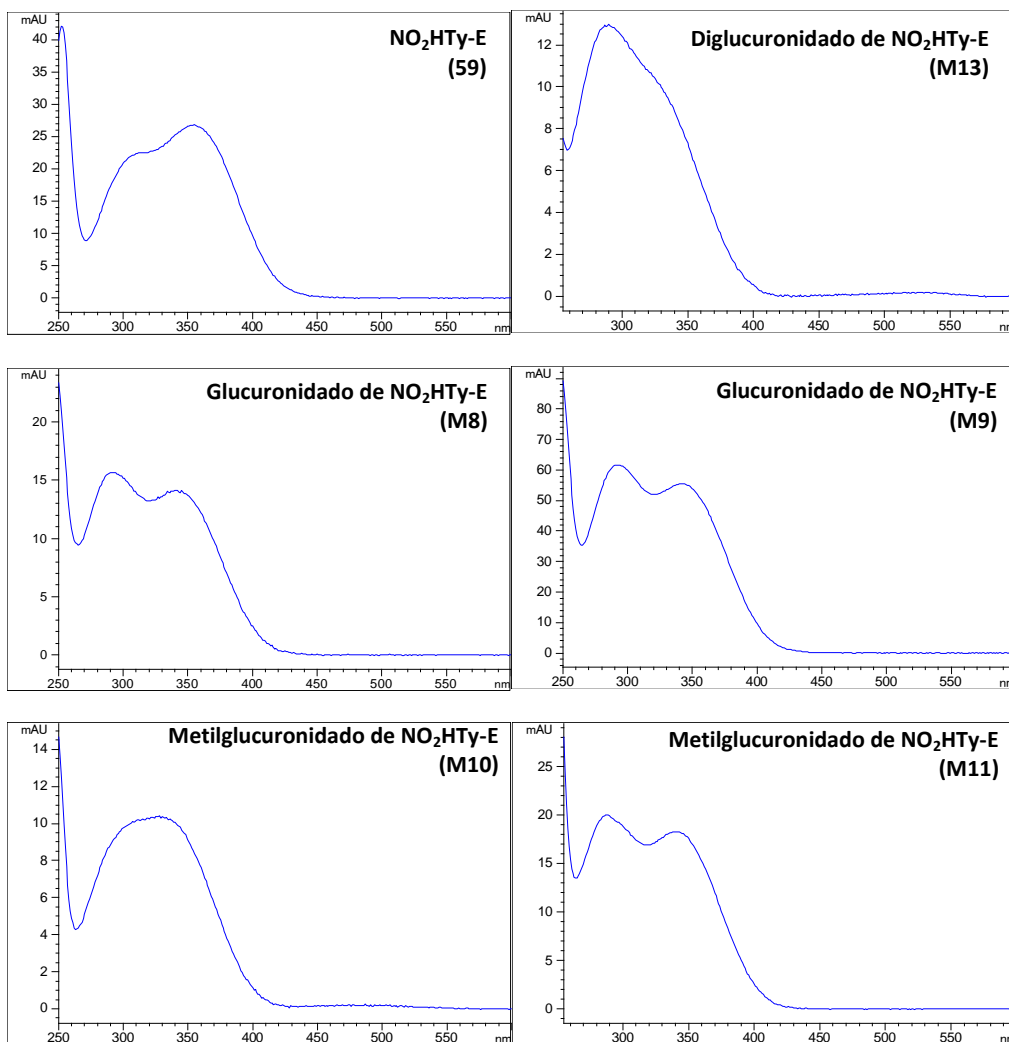 mAU
NO₂HTy-E
(59)
40
35
30
25
20
15
10
5
0
250 300 350 400 450 500 550 nm
mAU
Diglucuronidado de NO₂HTy-E
(M13)
12
10
8
6
4
2
0
300 350 400 450 500 550 nm
mAU
Glucuronidado de NO₂HTy-E
(M8)
20
15
10
5
0
250 300 350 400 450 500 550 nm
mAU
Glucuronidado de NO₂HTy-E
(M9)
80
70
60
50
40
30
20
10
0
250 300 350 400 450 500 550 nm
mAU
Metilglucuronidado de NO₂HTy-E
(M10)
14
12
10
8
6
4
2
0
250 300 350 400 450 500 550 nm
mAU
Metilglucuronidado de NO₂HTy-E
(M11)
25
20
15
10
5
0
300 350 400 450 500 550 nm